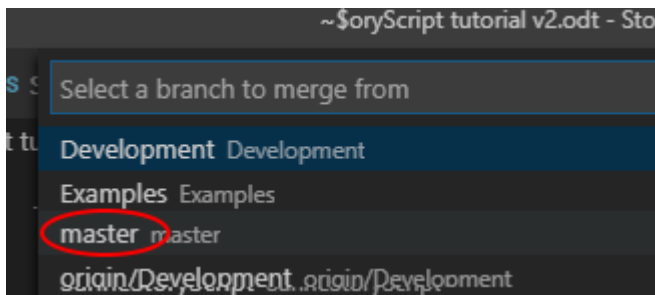 ~$oryScript tutorial v2.odt - Sto
s S
Select a branch to merge from
t tu
Development Development
Examples Examples
master master
origin/Development origin/Development